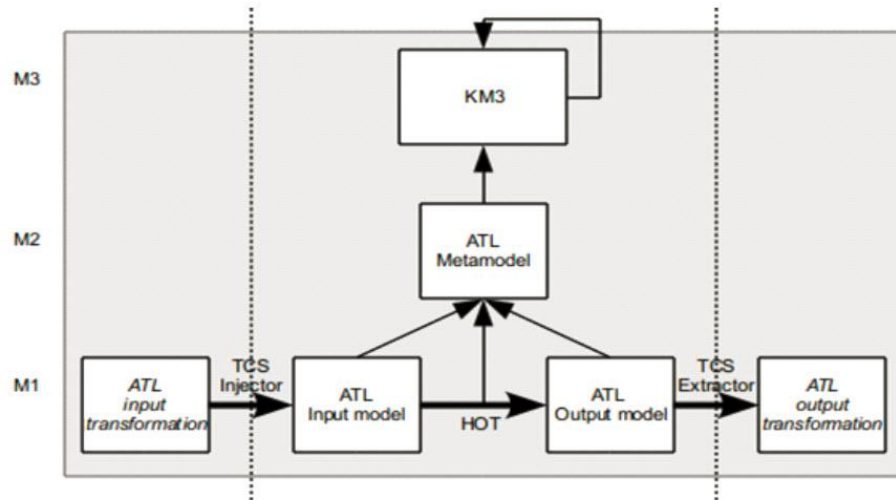 M3
KM3
M2
ATL
Metamodel
M1
ATL
input
transformation
TCS
Injector
ATL
Input model
HOT
ATL
Output model
TCS
Extractor
ATL
output
transformation